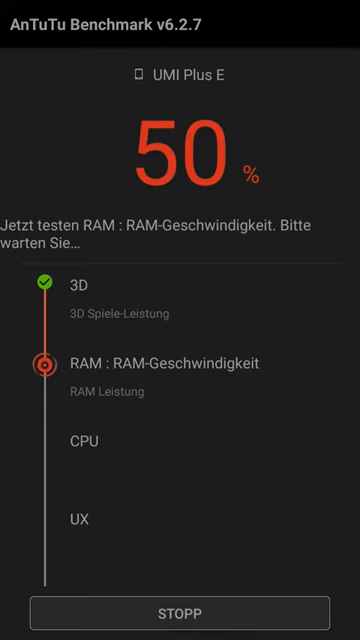 AnTuTu Benchmark v6.2.7
UMI Plus E
50 %
Jetzt testen RAM : RAM-Geschwindigkeit. Bitte
warten Sie…
3D
3D Spiele-Leistung
RAM : RAM-Geschwindigkeit
RAM Leistung
CPU
UX
STOPP